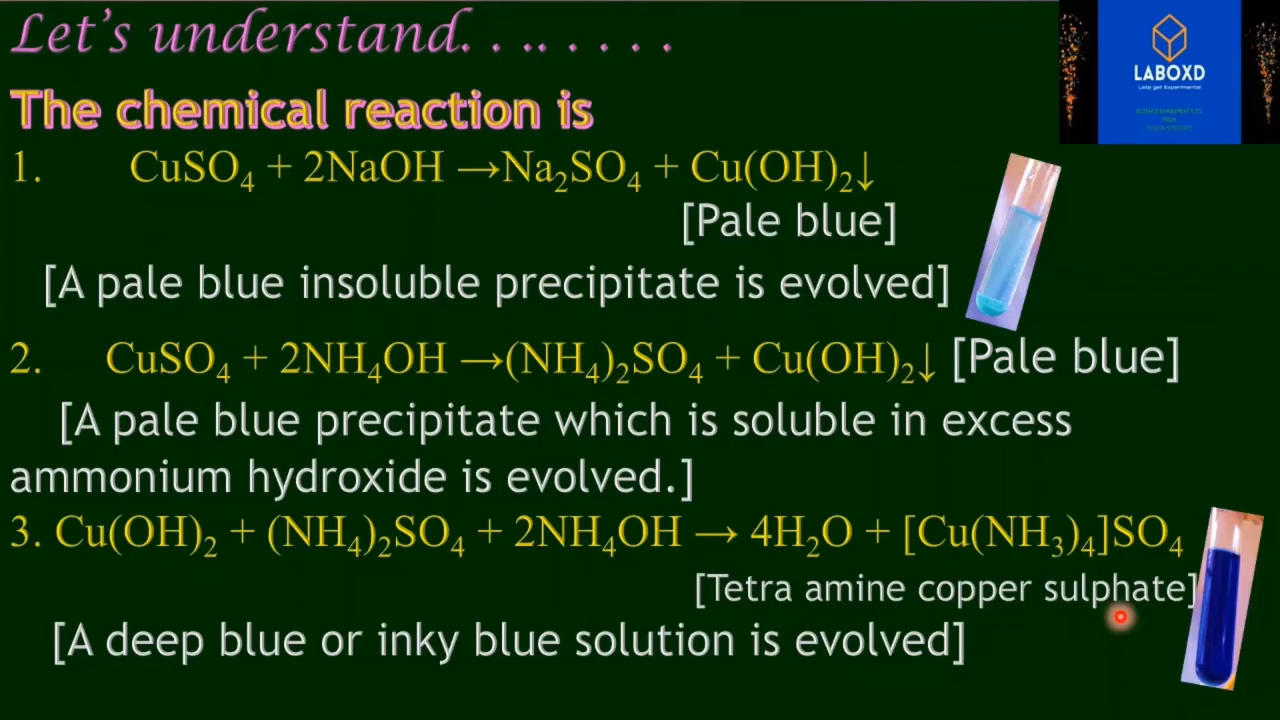 Let's understand. . .. . . . .
LABOXD
Lets get Experimental
The chemical reaction is
1. CuSO₄ + 2NaOH →Na₂SO₄ + Cu(OH)₂↓
[Pale blue]
[A pale blue insoluble precipitate is evolved]
2. CuSO₄ + 2NH₄OH →(NH₄)₂SO₄ + Cu(OH)₂↓ [Pale blue]
[A pale blue precipitate which is soluble in excess
ammonium hydroxide is evolved.]
3. Cu(OH)₂ + (NH₄)₂SO₄ + 2NH₄OH → 4H₂O + [Cu(NH₃)₄]SO₄
[Tetra amine copper sulphate]
[A deep blue or inky blue solution is evolved]